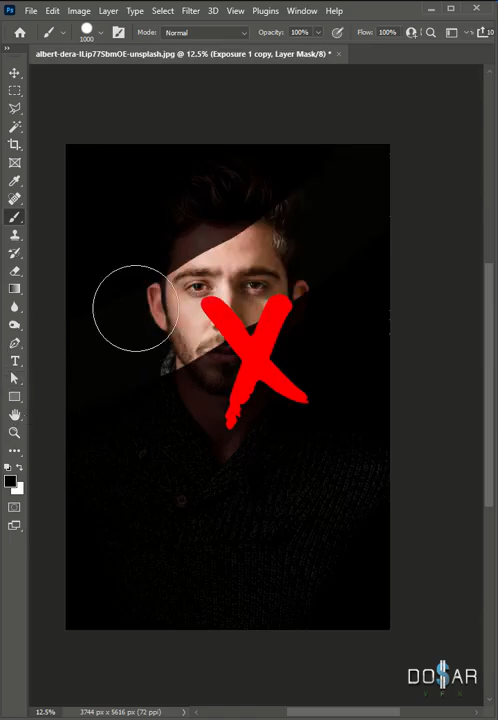 Ps File Edit Image Layer Type Select Filter 3D View Plugins Window Help
1000 Mode: Normal Opacity: 100% Flow: 100% 10
albert-dera-ILip77SbmOE-unsplash.jpg @ 12.5% (Exposure 1 copy, Layer Mask/8) *
DOSAR
V F X
12.5% 3744 px x 5616 px (72 ppi)